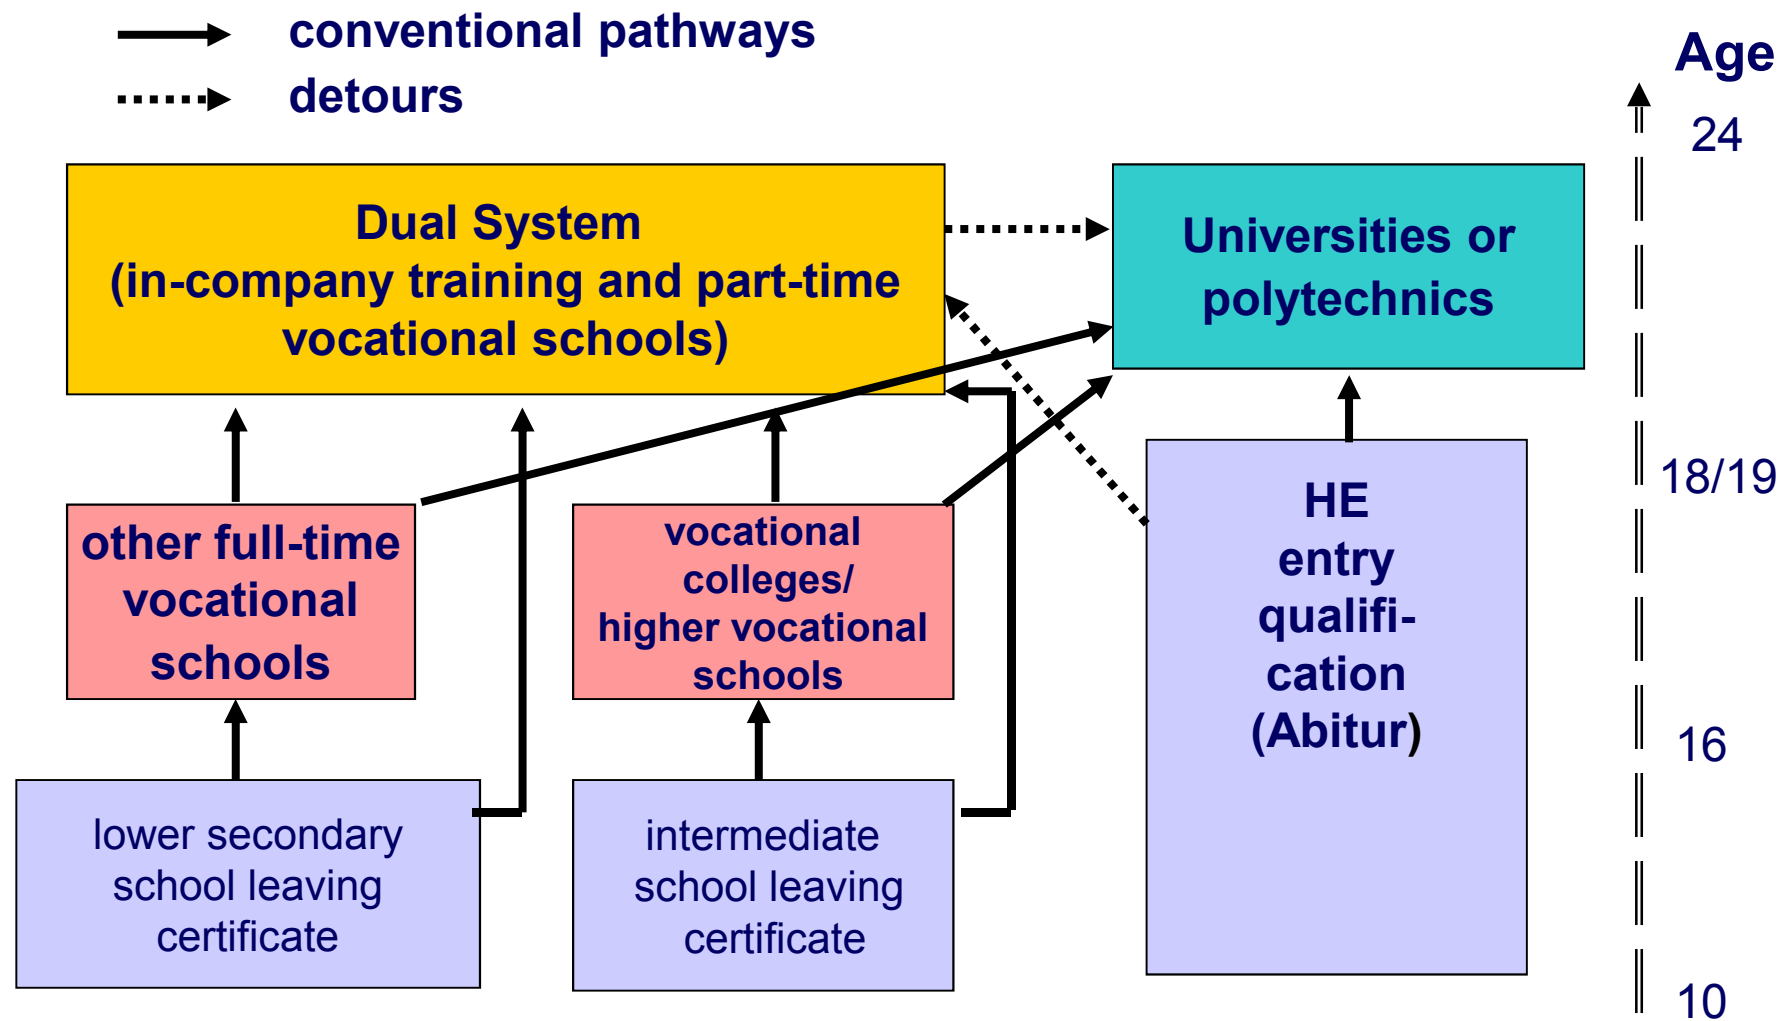 conventional pathways
detours
Age
24
Dual System
(in-company training and part-time
vocational schools)
Universities or
polytechnics
18/19
other full-time
vocational
schools
vocational
colleges/
higher vocational
schools
HE
entry
qualifi-
cation
(Abitur)
16
lower secondary
school leaving
certificate
intermediate
school leaving
certificate
10